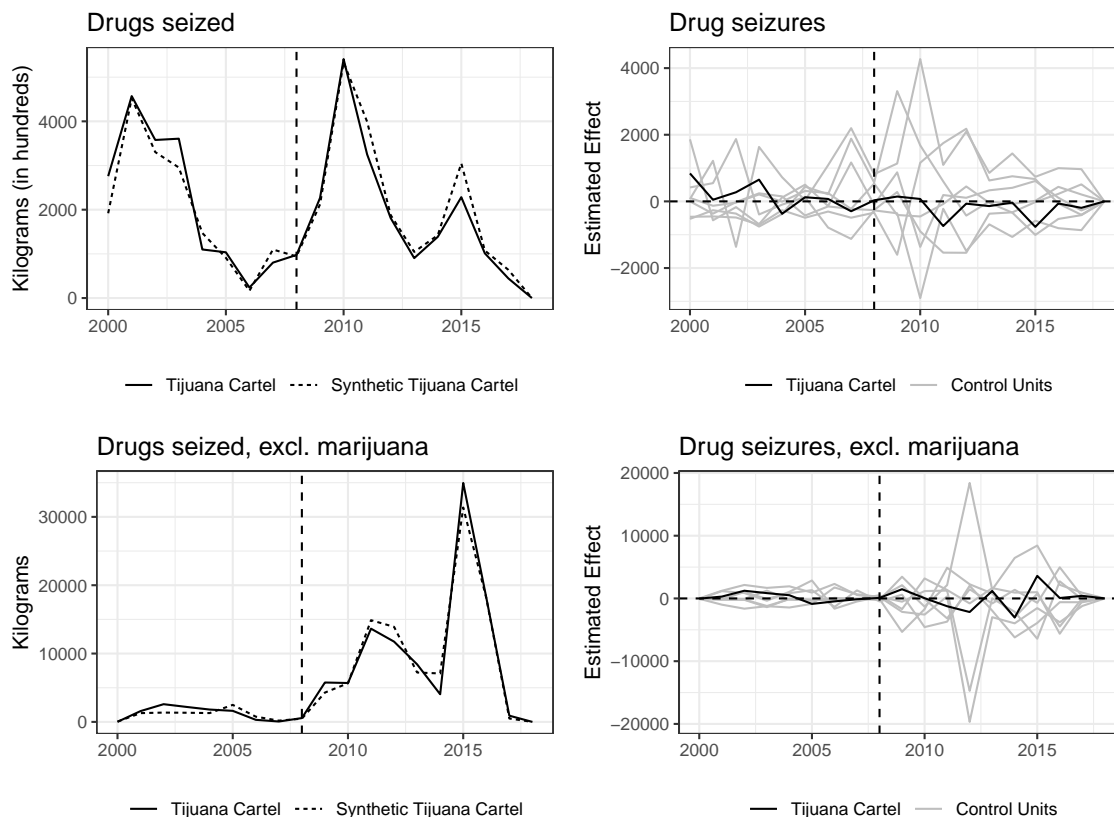 Drugs seized
Kilograms (in hundreds)
4000
2000
0
2000 2005 2010 2015
Tijuana Cartel Synthetic Tijuana Cartel
Drug seizures
Estimated Effect
4000
2000
0
−2000
2000 2005 2010 2015
Tijuana Cartel Control Units
Drugs seized, excl. marijuana
Kilograms
30000
20000
10000
0
2000 2005 2010 2015
Tijuana Cartel Synthetic Tijuana Cartel
Drug seizures, excl. marijuana
Estimated Effect
20000
10000
0
−10000
−20000
2000 2005 2010 2015
Tijuana Cartel Control Units